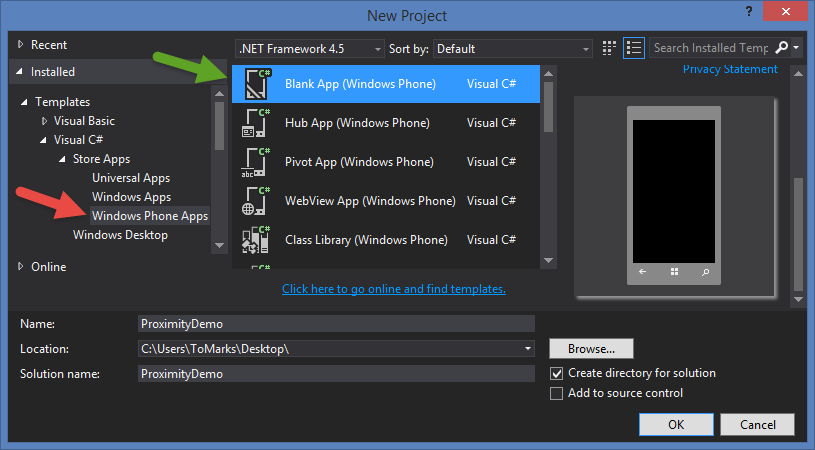 New Project
? 
Recent
Installed
Templates
Visual Basic
Visual C#
Store Apps
Universal Apps
Windows Apps
Windows Phone Apps
Windows Desktop
Online
.NET Framework 4.5
Sort by: Default
Search Installed Temp
C# Blank App (Windows Phone) Visual C#
C# Hub App (Windows Phone) Visual C#
C# abc Pivot App (Windows Phone) Visual C#
C# WebView App (Windows Phone) Visual C#
C# Class Library (Windows Phone) Visual C#
C#
Click here to go online and find templates.
Privacy Statement
Name: ProximityDemo
Location: C:\Users\ToMarks\Desktop\
Browse...
Solution name: ProximityDemo
Create directory for solution
Add to source control
OK Cancel